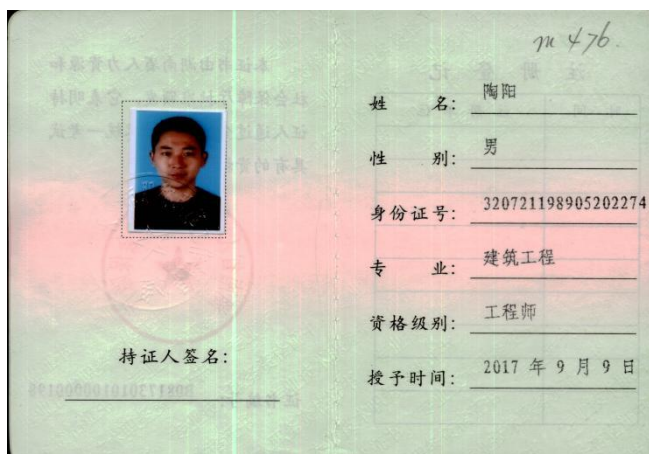 m 476.
姓 名: 陶阳
性 别: 男
身份证号: 320721198905202274
专 业: 建筑工程
资格级别: 工程师
授予时间: 2017 年 9 月 9 日
持证人签名: